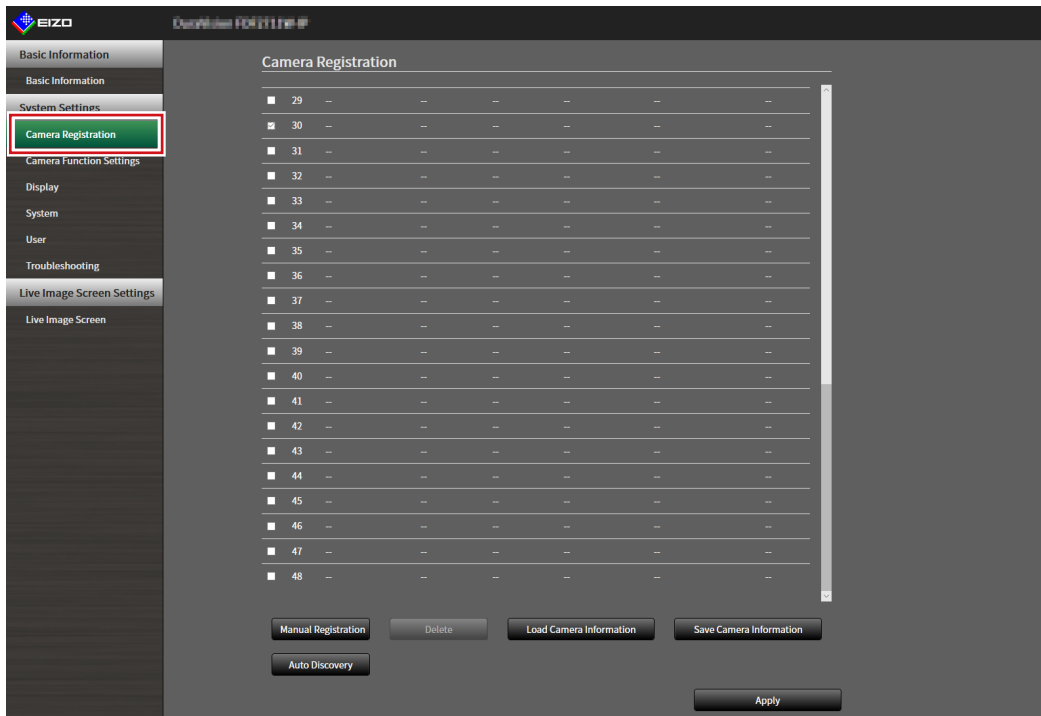 EIZO
Basic Information
Basic Information
System Settings
Camera Registration
Camera Function Settings
Display
System
User
Troubleshooting
Live Image Screen Settings
Live Image Screen
Camera Registration
29 -- -- -- -- -- --
30 -- -- -- -- -- --
31 -- -- -- -- -- --
32 -- -- -- -- -- --
33 -- -- -- -- -- --
34 -- -- -- -- -- --
35 -- -- -- -- -- --
36 -- -- -- -- -- --
37 -- -- -- -- -- --
38 -- -- -- -- -- --
39 -- -- -- -- -- --
40 -- -- -- -- -- --
41 -- -- -- -- -- --
42 -- -- -- -- -- --
43 -- -- -- -- -- --
44 -- -- -- -- -- --
45 -- -- -- -- -- --
46 -- -- -- -- -- --
47 -- -- -- -- -- --
48 -- -- -- -- -- --
Manual Registration Delete Load Camera Information Save Camera Information
Auto Discovery
Apply